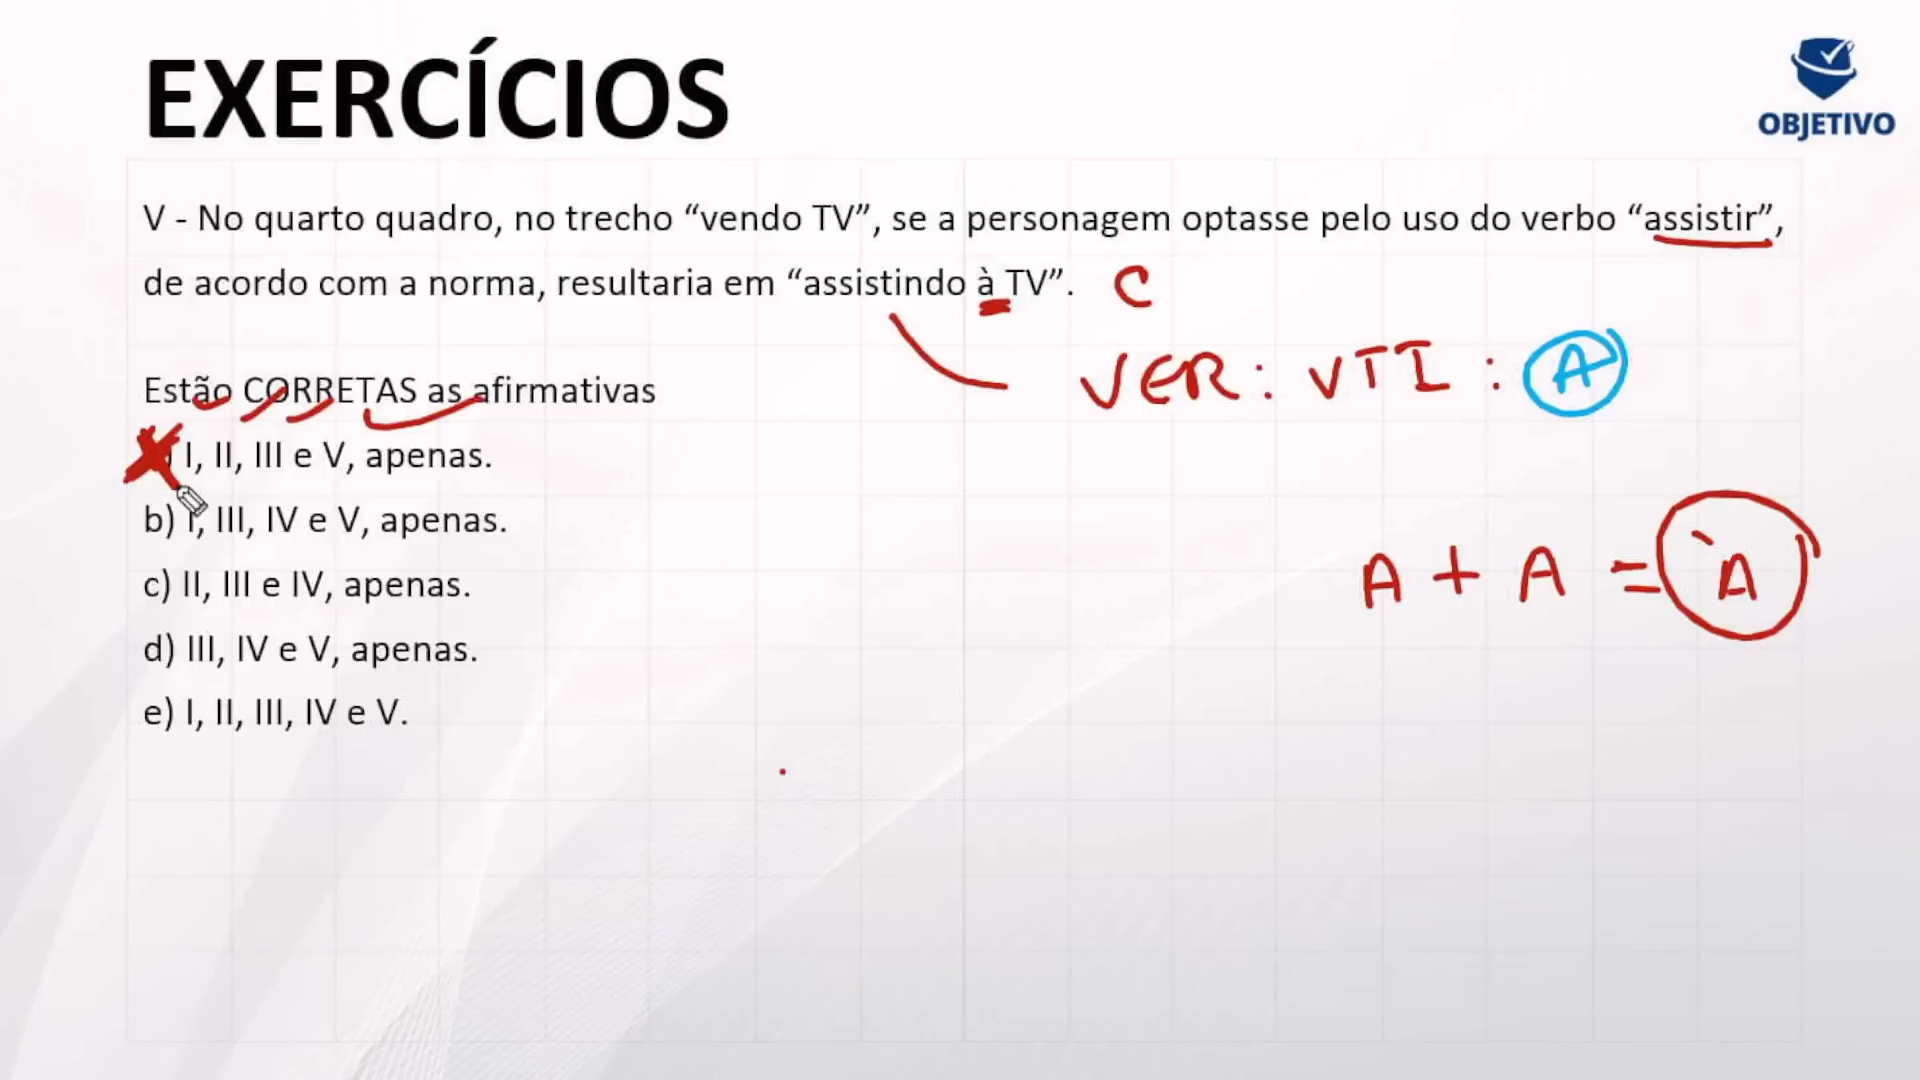 EXERCÍCIOS
OBJETIVO
V - No quarto quadro, no trecho “vendo TV”, se a personagem optasse pelo uso do verbo “assistir”,
de acordo com a norma, resultaria em “assistindo à TV”. C
VER: VTI: A
Estão CORRETAS as afirmativas
I, II, III e V, apenas.
b) I, III, IV e V, apenas.
A + A = À
c) II, III e IV, apenas.
d) III, IV e V, apenas.
e) I, II, III, IV e V.